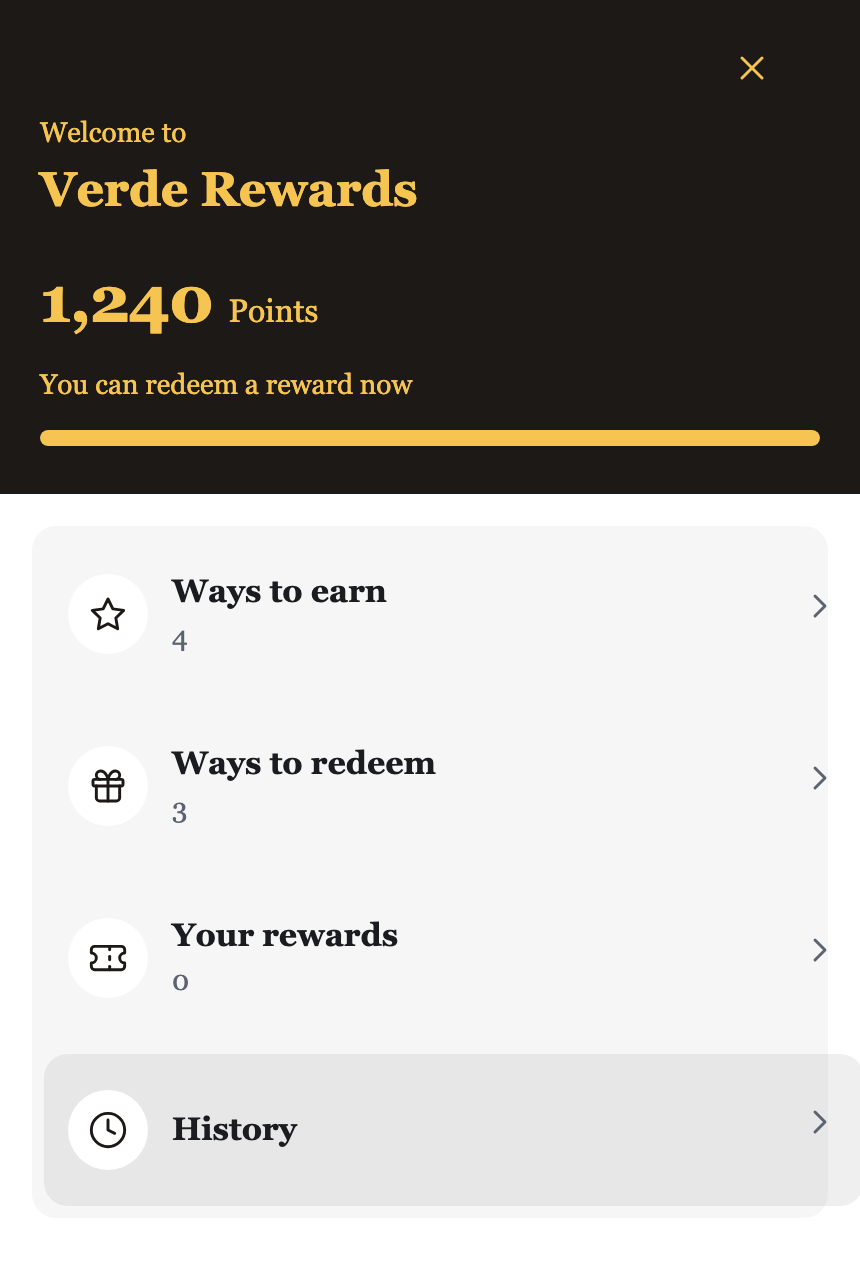 Welcome to
Verde Rewards
1,240 Points
You can redeem a reward now
Ways to earn
4
Ways to redeem
3
Your rewards
0
History